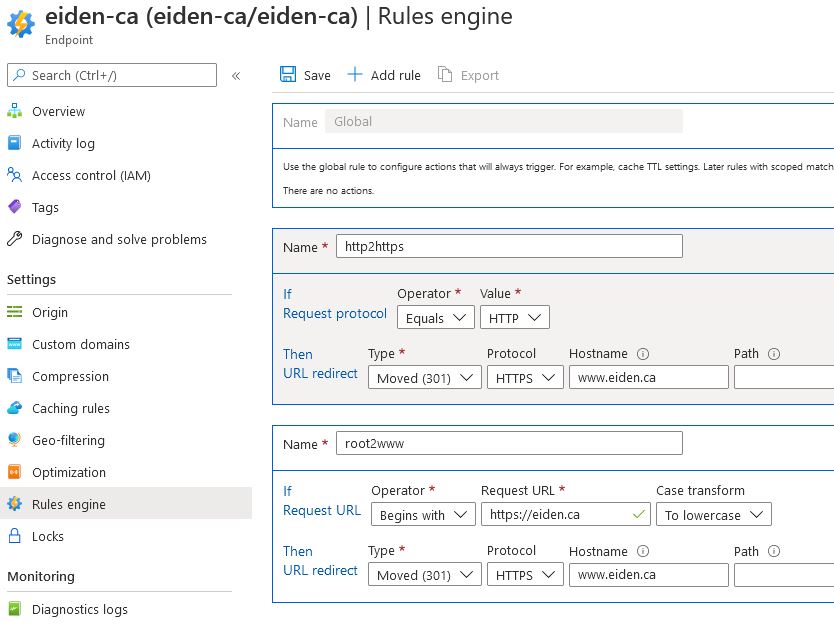 eiden-ca (eiden-ca/eiden-ca) | Rules engine
Endpoint
Search (Ctrl+/)
«
Overview
Activity log
Access control (IAM)
Tags
Diagnose and solve problems
Settings
Origin
Custom domains
Compression
Caching rules
Geo-filtering
Optimization
Rules engine
Locks
Monitoring
Diagnostics logs
Save Add rule Export
Name Global
Use the global rule to configure actions that will always trigger. For example, cache TTL settings. Later rules with scoped match
There are no actions.
Name * http2https
If
Request protocol
Operator * Value *
Equals HTTP
Then
URL redirect
Type * Protocol Hostname Path
Moved (301) HTTPS www.eiden.ca
Name * root2www
If
Request URL
Operator * Request URL * Case transform
Begins with https://eiden.ca To lowercase
Then
URL redirect
Type * Protocol Hostname Path
Moved (301) HTTPS www.eiden.ca